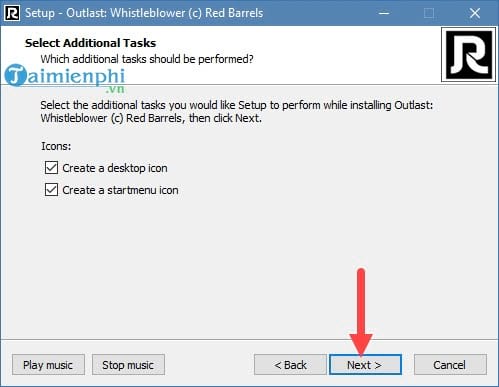 Setup - Outlast: Whistleblower (c) Red Barrels
Select Additional Tasks
Which additional tasks should be performed?
Taimienphi
.vn
Select the additional tasks you would like Setup to perform while installing Outlast:
Whistleblower (c) Red Barrels, then click Next.
Icons:
Create a desktop icon
Create a startmenu icon
Play music
Stop music
< Back
Next >
Cancel